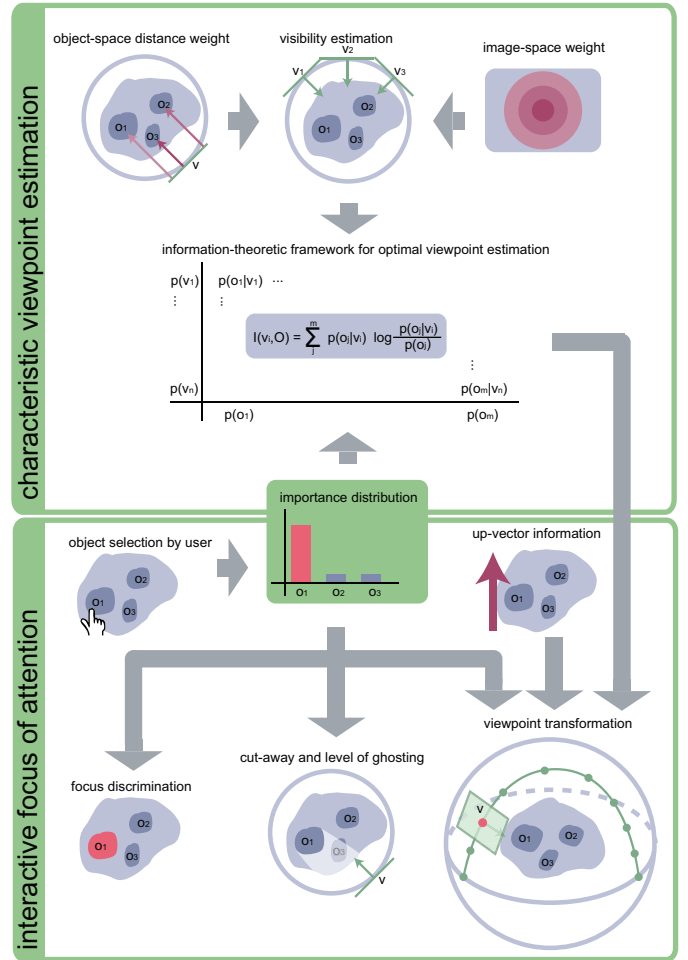 characteristic viewpoint estimation
object-space distance weight
visibility estimation
image-space weight
O₁
O₂
O₃
v
v₁
v₂
v₃
O₁
O₂
O₃
information-theoretic framework for optimal viewpoint estimation
p(v₁) p(o₁|v₁) ...
⋮ ⋮
I(vᵢ,O) = ∑ⱼᵐ p(oⱼ|vᵢ) log p(oⱼ|vᵢ)/p(oⱼ)
⋮
p(vₙ) p(oₘ|vₙ)
p(o₁) p(oₘ)
interactive focus of attention
importance distribution
O₁ O₂ O₃
object selection by user
O₁
O₂
O₃
up-vector information
O₁
O₂
O₃
focus discrimination
O₁
O₂
O₃
cut-away and level of ghosting
O₁
O₂
O₃
v
viewpoint transformation
v
O₁
O₂
O₃